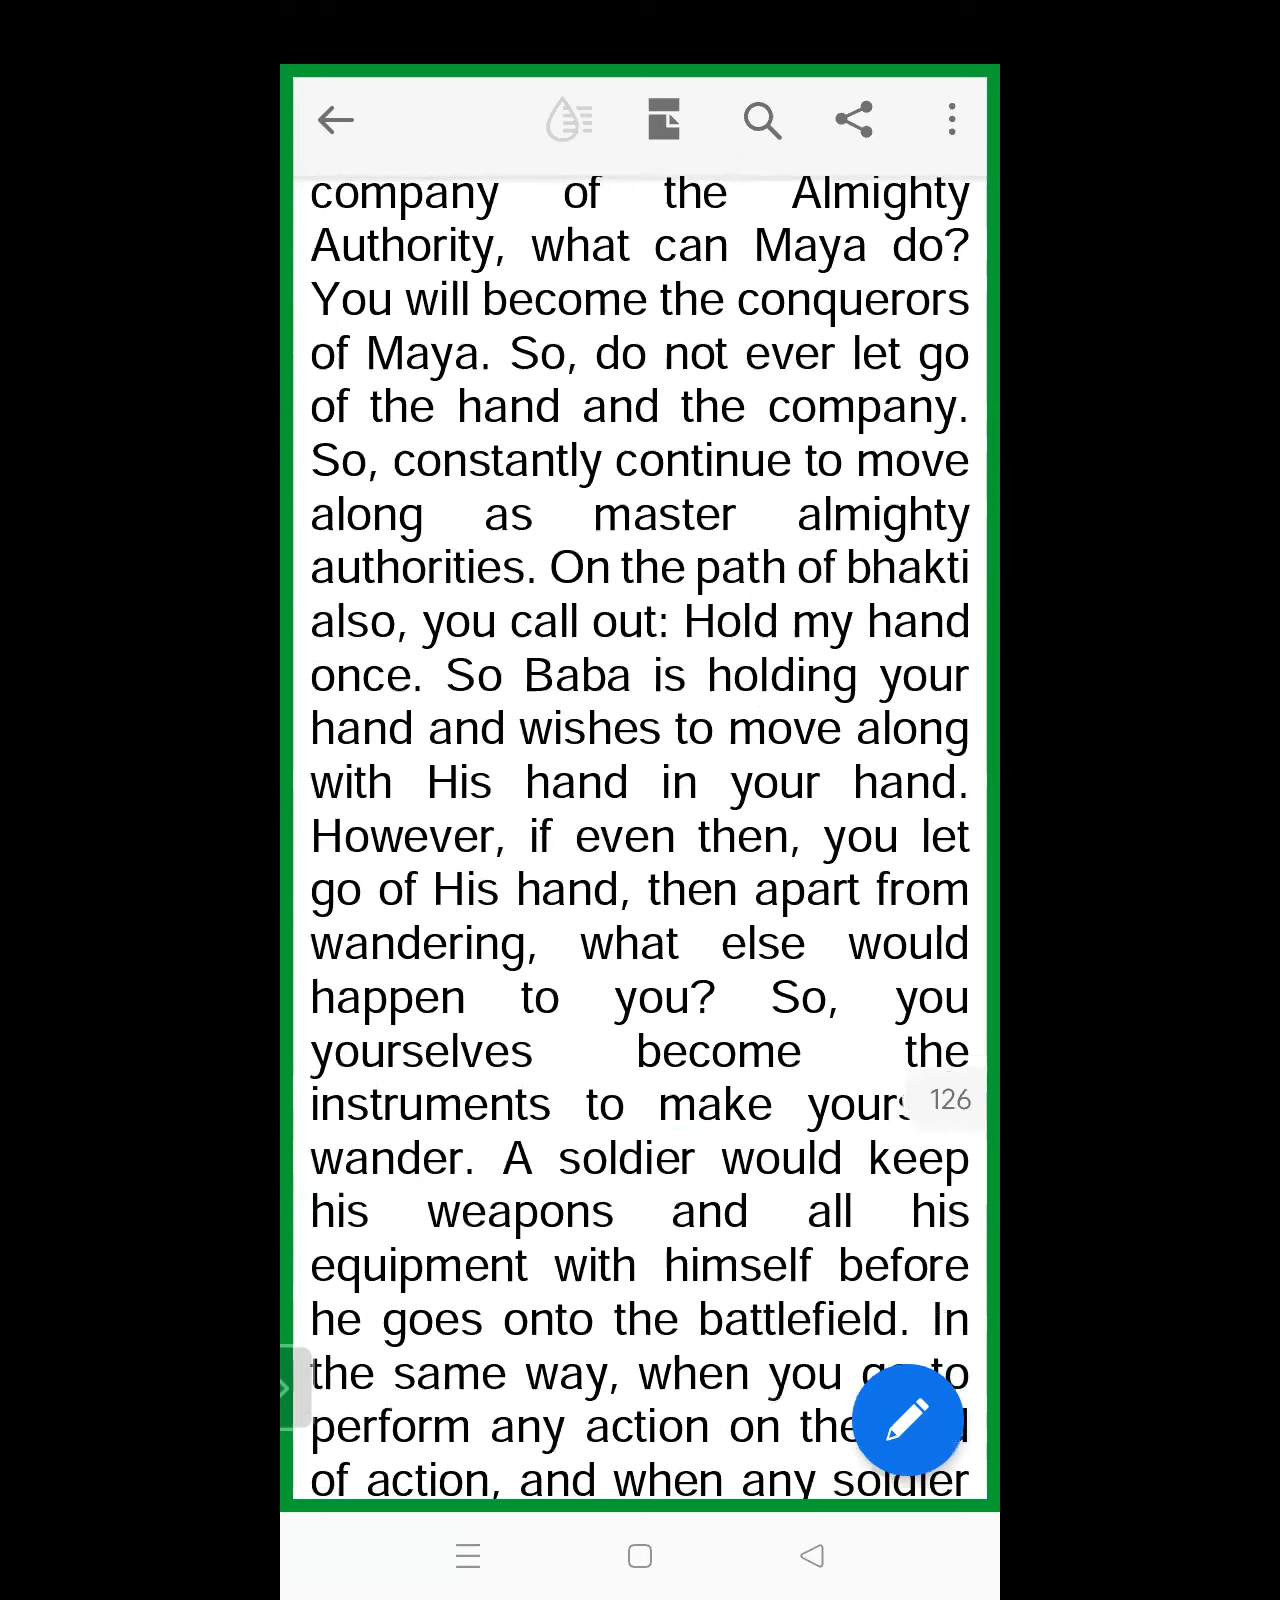 company of the Almighty
Authority, what can Maya do?
You will become the conquerors
of Maya. So, do not ever let go
of the hand and the company.
So, constantly continue to move
along as master almighty
authorities. On the path of bhakti
also, you call out: Hold my hand
once. So Baba is holding your
hand and wishes to move along
with His hand in your hand.
However, if even then, you let
go of His hand, then apart from
wandering, what else would
happen to you? So, you
yourselves become the
instruments to make
126
wander. A soldier would keep
his weapons and all his
equipment with himself before
he goes onto the battlefield. In
the same way, when you go to
perform any action on the
of action, and when any soldier